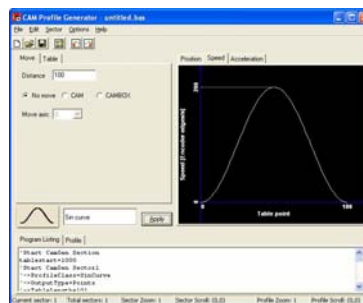 CAM Profile Generator - untitled.bas
File Edit Sector Options Help
Move Table
Distance 100
No move CAM CAMBOX
Move axis: 0
Sin curve Apply
Position Speed Acceleration
Speed [Encoder edges/s]
200
0 100
Table point
Program Listing Profile
'Start CamGen Section
tablestart=1000
'Start Sector1
'->ProfileClass=SinCurve
'->OutputType=Points
Current sector: 1 Total sectors: 1 Sector Zoom: 1 Sector Scroll: (0,0) Profile Zoom: 1 Profile Scroll: (0,0)